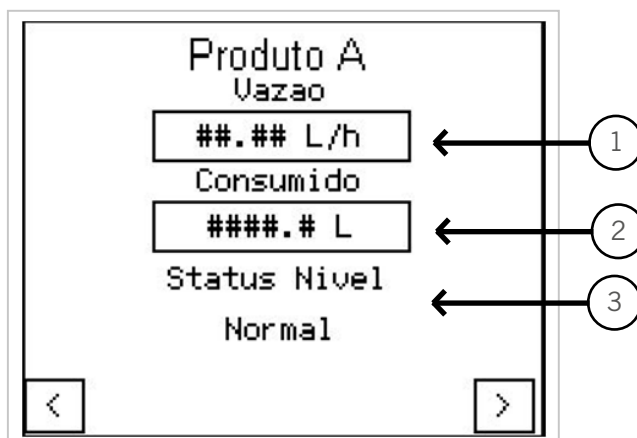 Produto A
Vazao
##.## L/h
1
Consumido
####.# L
2
Status Nivel
3
Normal
< >